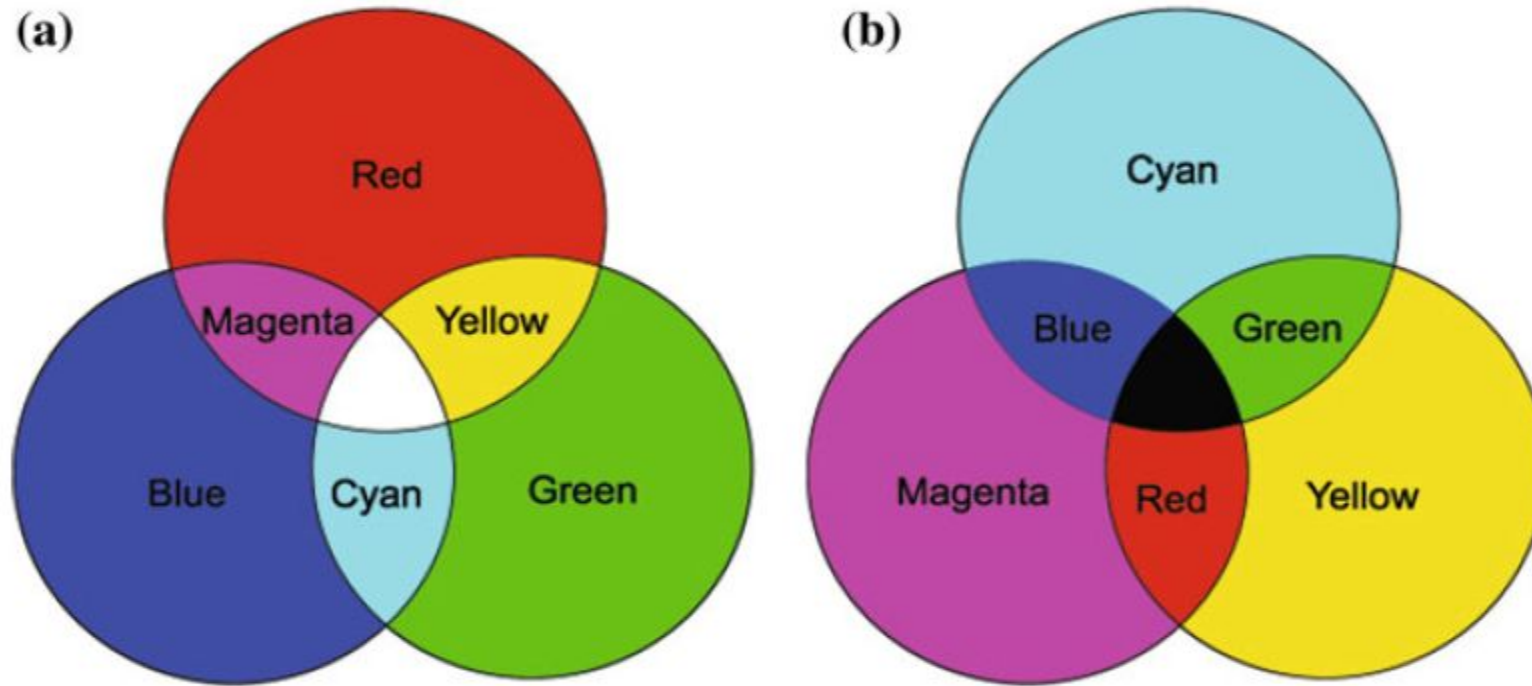 (a)
Red
Magenta
Yellow
Blue
Cyan
Green
(b)
Cyan
Blue
Green
Magenta
Red
Yellow